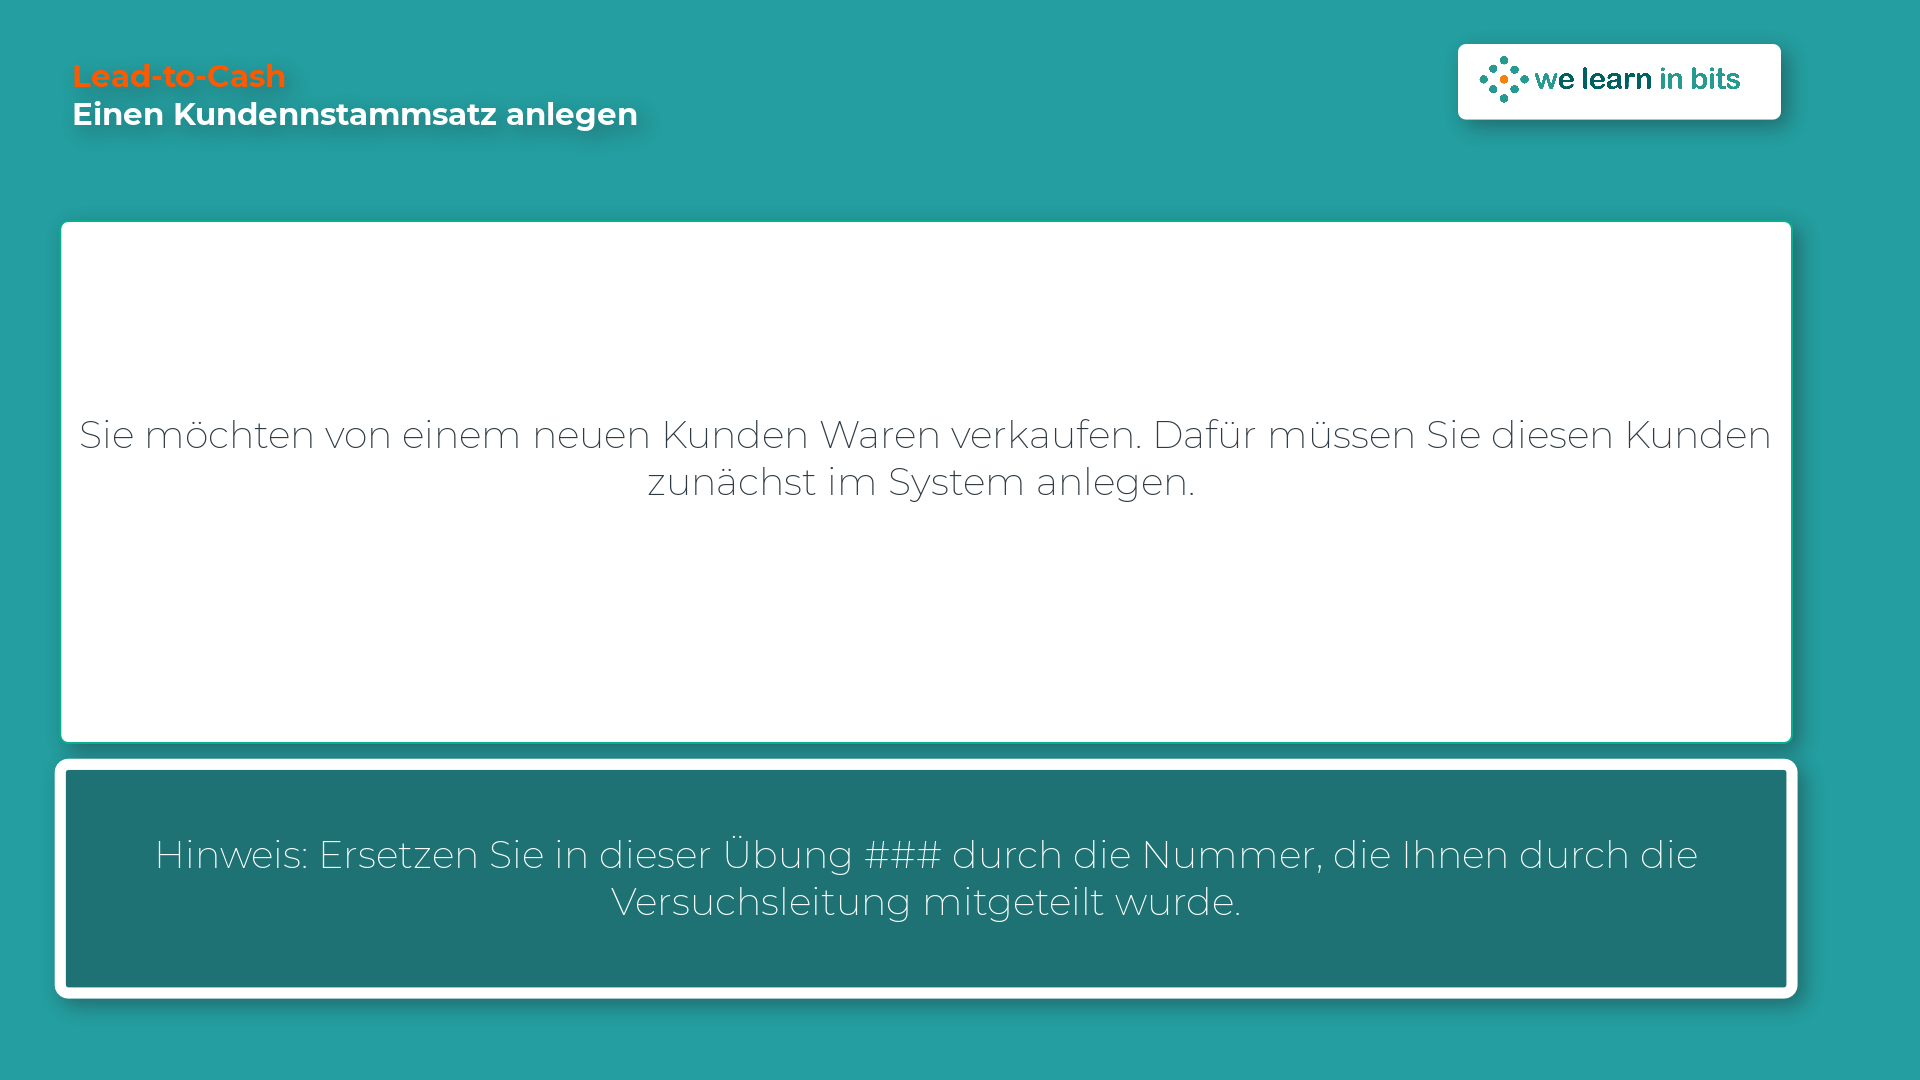 Lead-to-Cash
Einen Kundennstammsatz anlegen
we learn in bits
Sie möchten von einem neuen Kunden Waren verkaufen. Dafür müssen Sie diesen Kunden
zunächst im System anlegen.
Hinweis: Ersetzen Sie in dieser Übung ### durch die Nummer, die Ihnen durch die
Versuchsleitung mitgeteilt wurde.